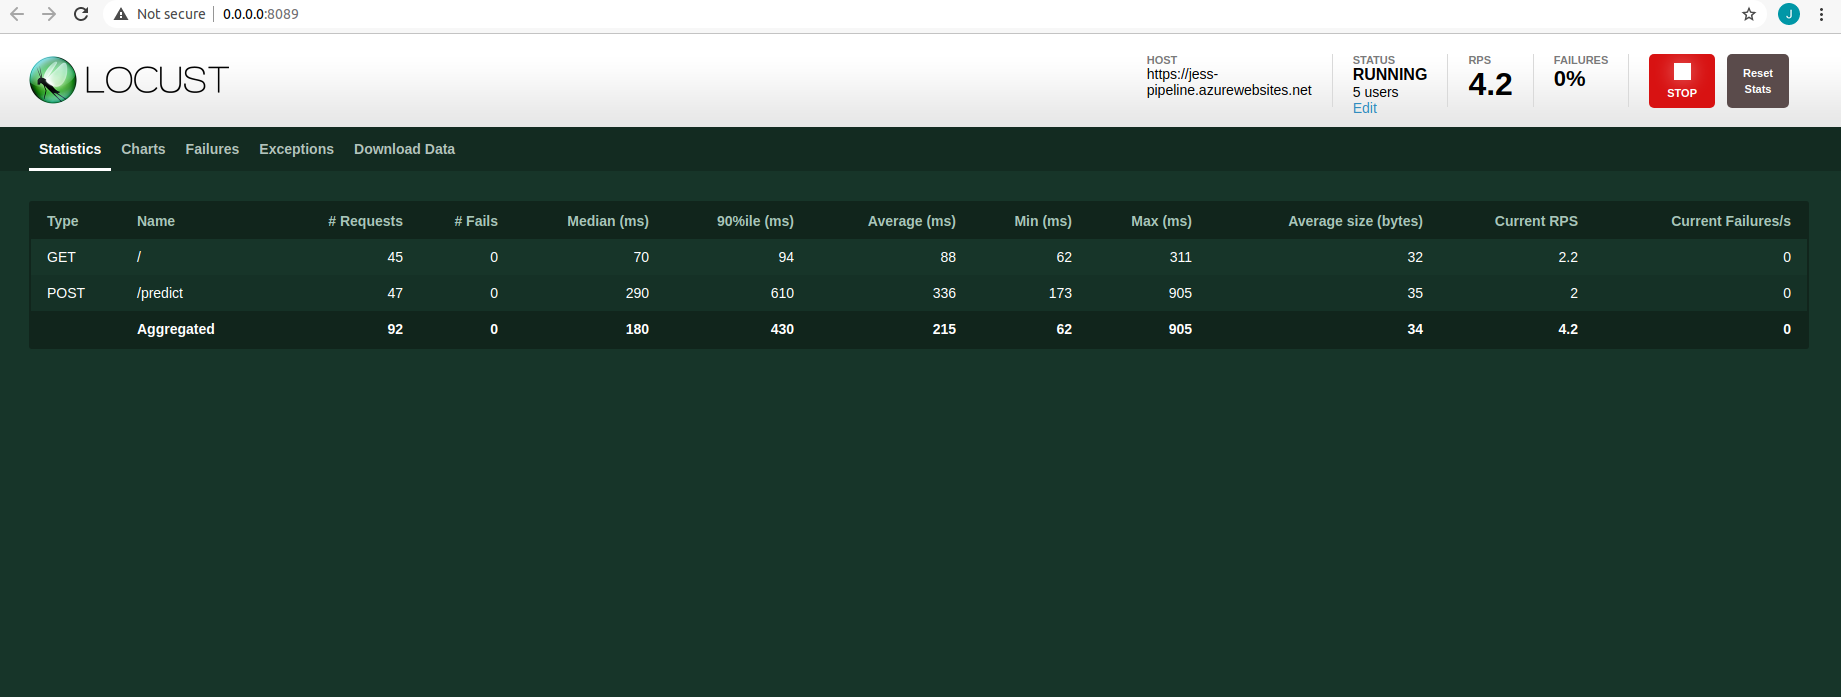 Not secure | 0.0.0.0:8089
J
LOCUST
HOST
https://jess-
pipeline.azurewebsites.net
STATUS
RUNNING
5 users
Edit
RPS
4.2
FAILURES
0%
STOP
Reset
Stats
Statistics Charts Failures Exceptions Download Data
Type Name # Requests # Fails Median (ms) 90%ile (ms) Average (ms) Min (ms) Max (ms) Average size (bytes) Current RPS Current Failures/s
GET / 45 0 70 94 88 62 311 32 2.2 0
POST /predict 47 0 290 610 336 173 905 35 2 0
Aggregated 92 0 180 430 215 62 905 34 4.2 0